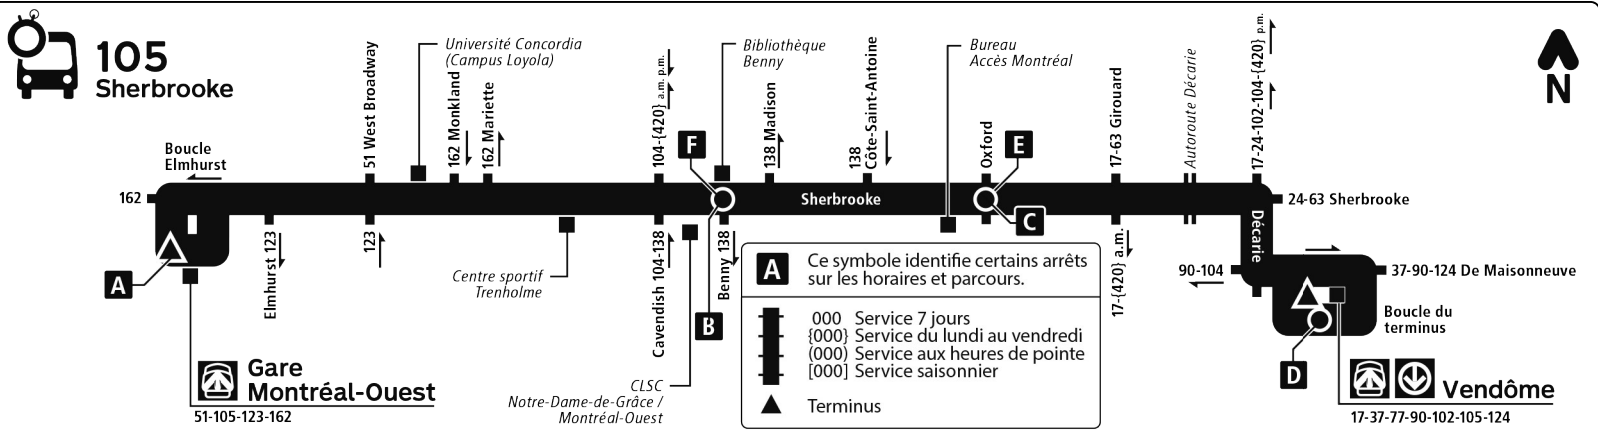 105
Sherbrooke
Boucle
Elmhurst
162
51 West Broadway
Université Concordia
(Campus Loyola)
162 Monkland
162 Mariette
104-{420} a.m. p.m.
F
Bibliothèque
Benny
138 Madison
138
Côte-Saint-Antoine
Bureau
Accès Montréal
Oxford
E
17-63 Girouard
Autoroute Décarie
17-24-102-104-{420} p.m.
N
Sherbrooke
24-63 Sherbrooke
Décarie
C
A
Elmhurst 123
123
Centre sportif
Trenholme
Cavendish 104-138
Benny 138
B
CLSC
Notre-Dame-de-Grâce /
Montréal-Ouest
17-{420} a.m.
90-104
37-90-124 De Maisonneuve
Boucle du
terminus
D
Gare
Montréal-Ouest
51-105-123-162
A
Ce symbole identifie certains arrêts
sur les horaires et parcours.
000 Service 7 jours
{000} Service du lundi au vendredi
(000) Service aux heures de pointe
[000] Service saisonnier
Terminus
Vendôme
17-37-77-90-102-105-124